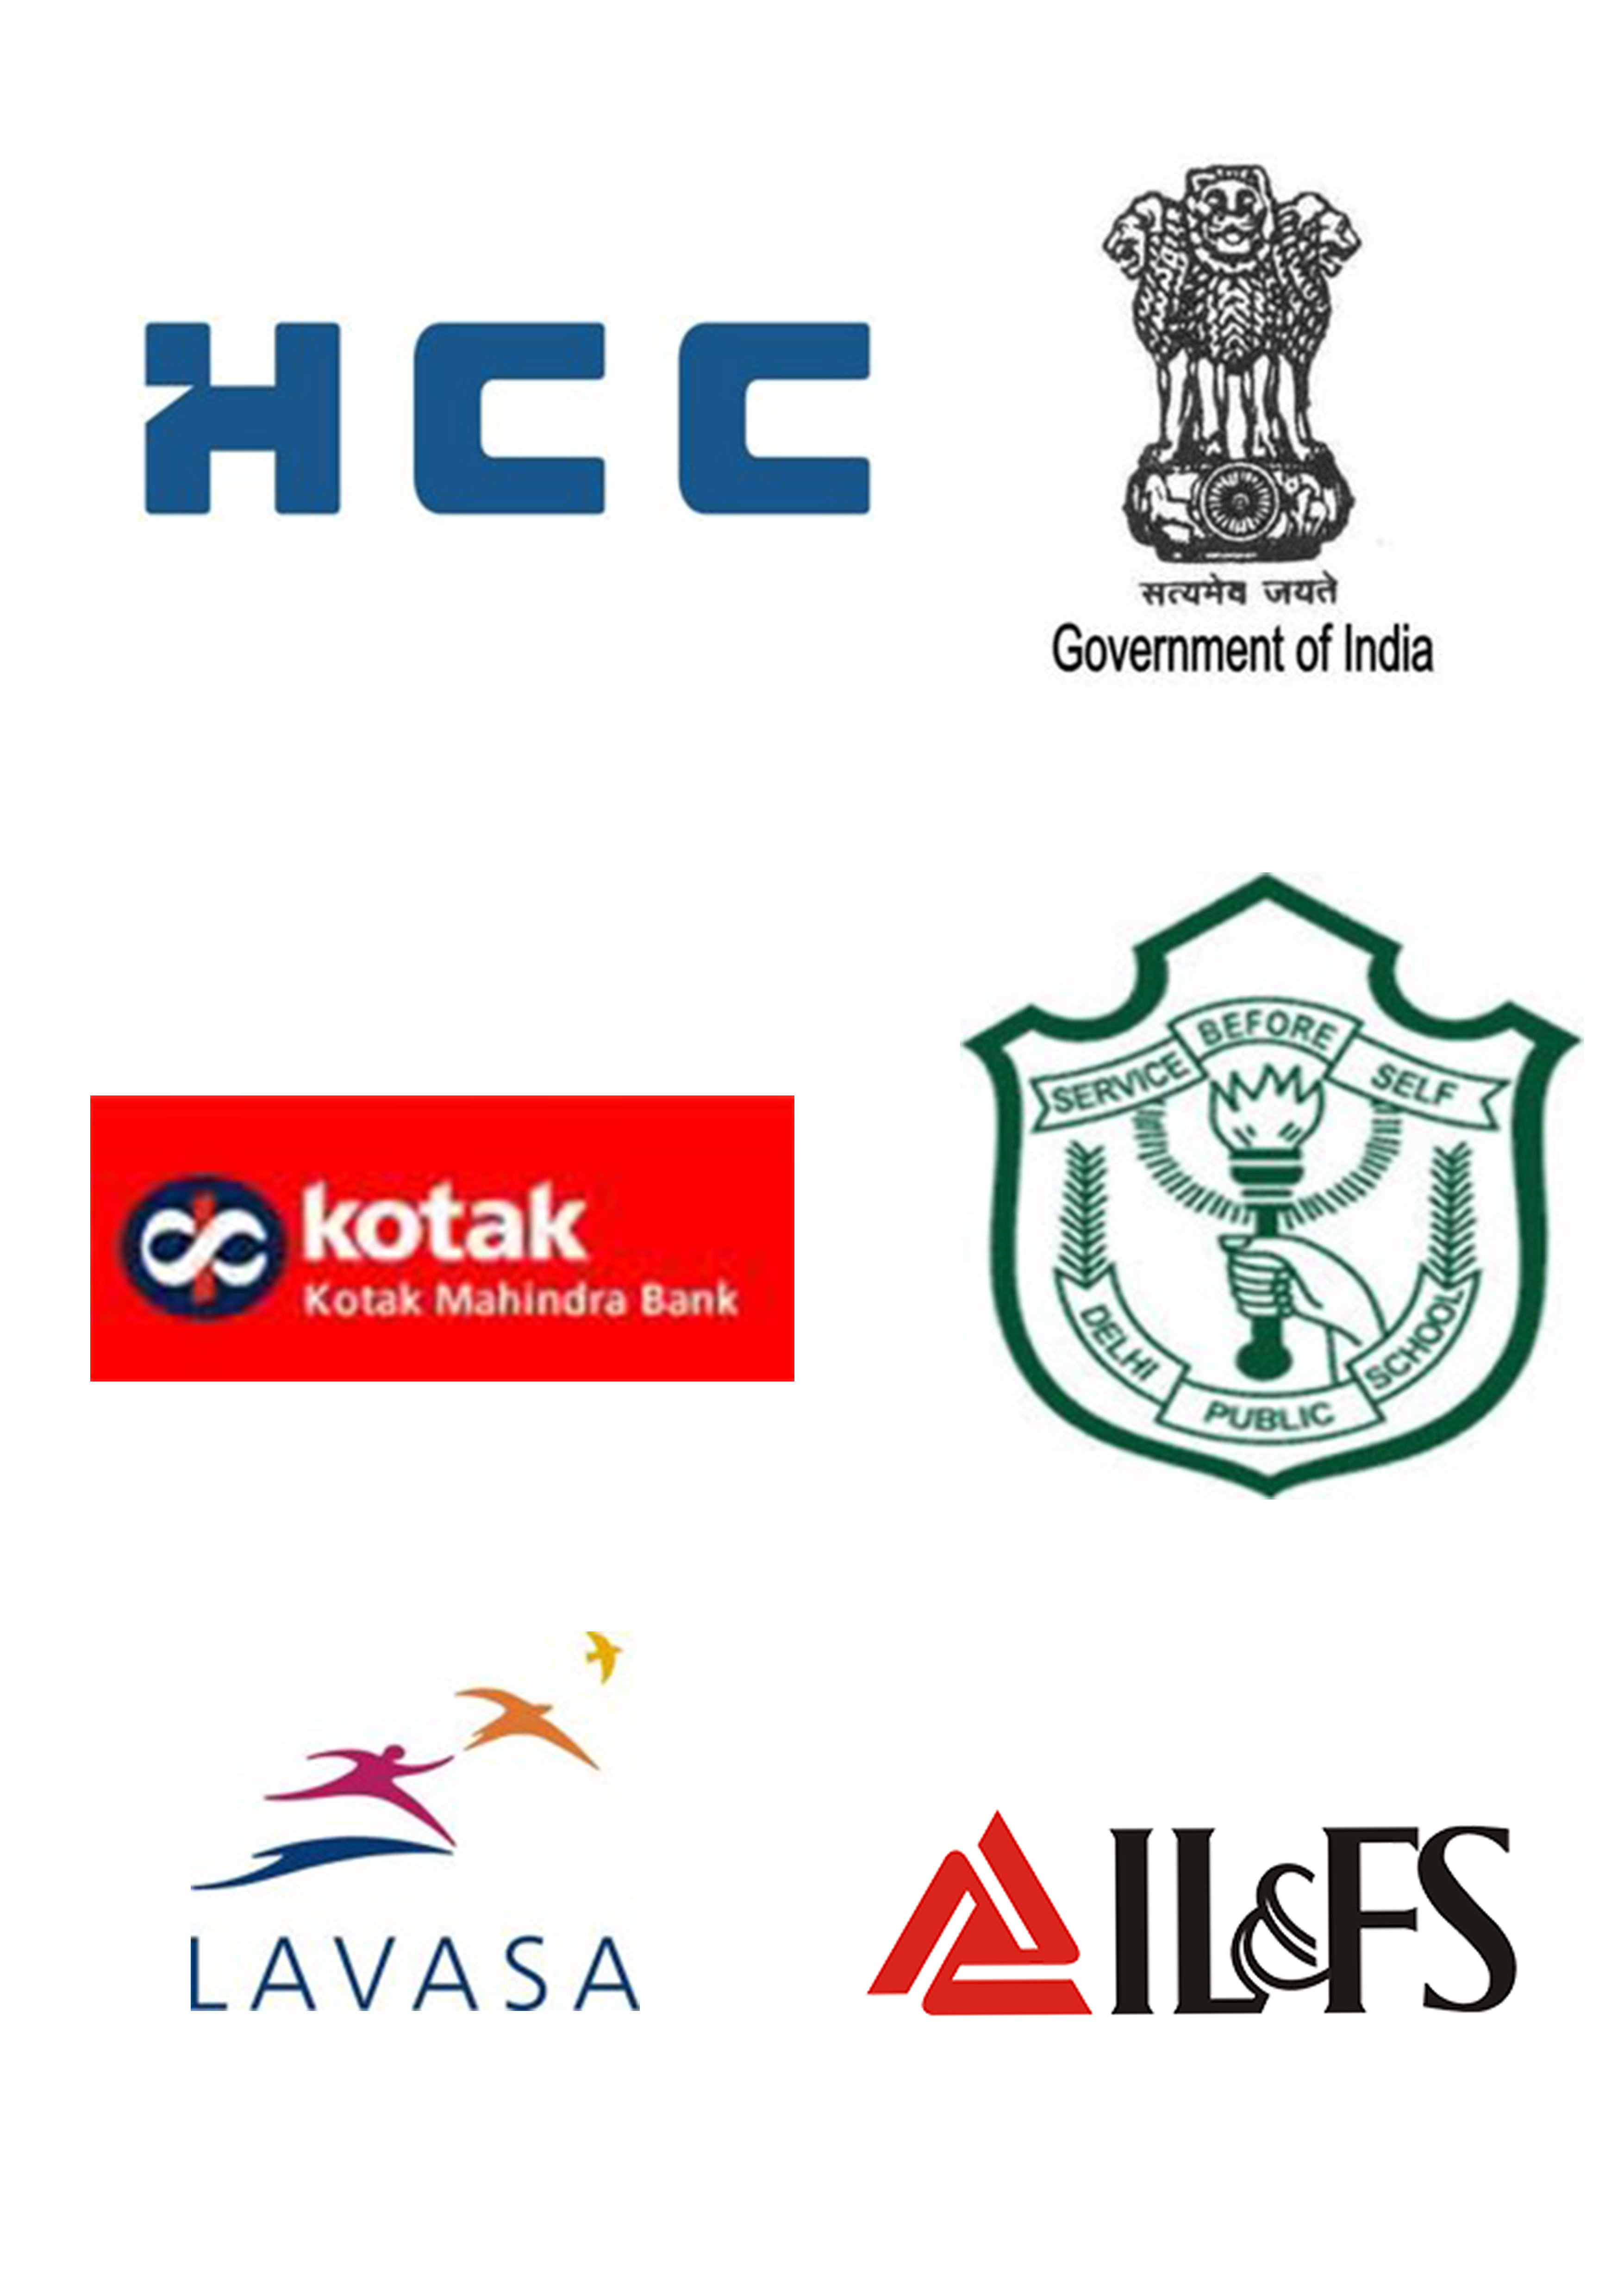 HCC
सत्यमेव जयते
Government of India
kotak
Kotak Mahindra Bank
SERVICE BEFORE SELF
DELHI PUBLIC SCHOOL
LAVASA
IL&FS